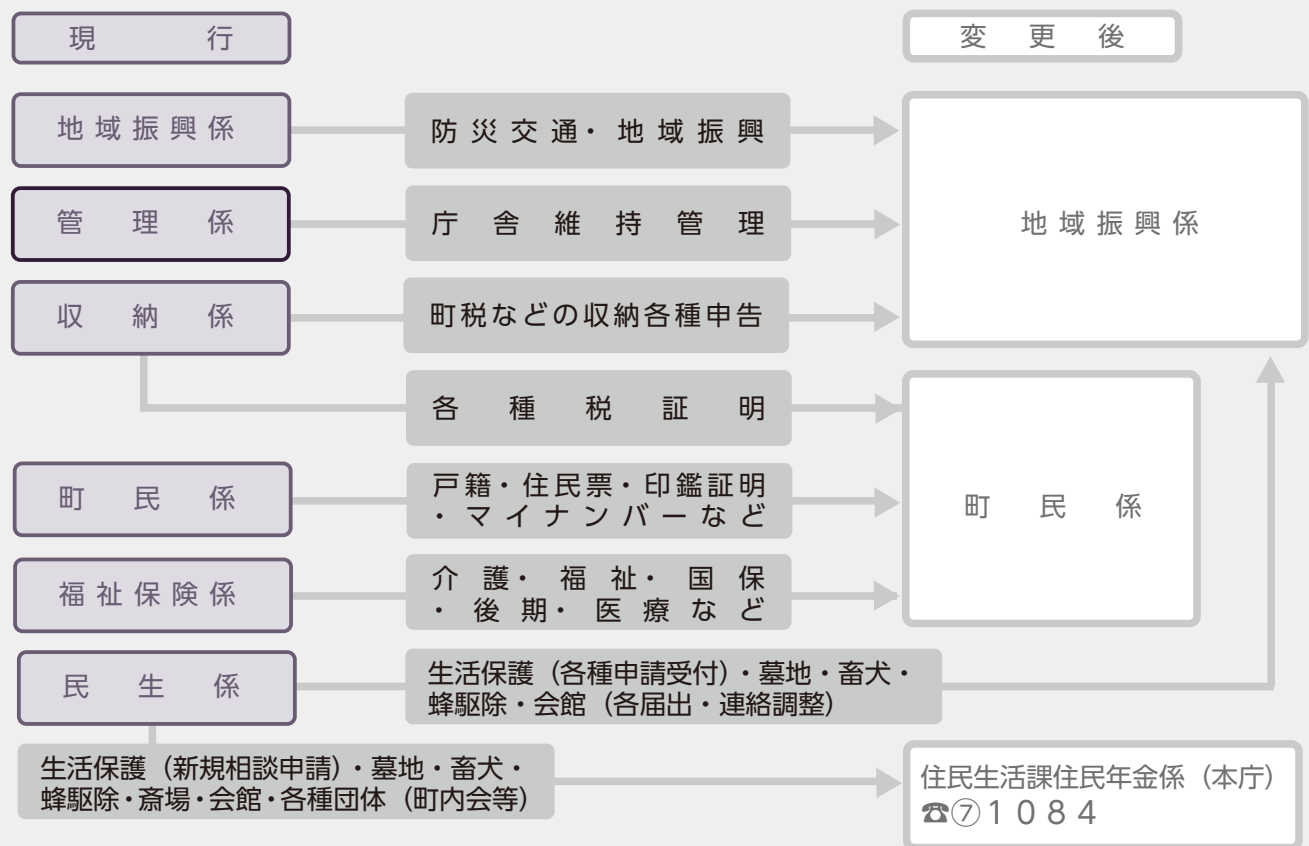 現行
変更後
地域振興係
防災交通・地域振興
地域振興係
管理係
庁舎維持管理
収納係
町税などの収納各種申告
各種税証明
町民係
戸籍・住民票・印鑑証明
・マイナンバーなど
町民係
福祉保険係
介護・福祉・国保
・後期・医療など
民生係
生活保護（各種申請受付）・墓地・畜犬・
蜂駆除・会館（各届出・連絡調整）
生活保護（新規相談申請）・墓地・畜犬・
蜂駆除・斎場・会館・各種団体（町内会等）
住民生活課住民年金係（本庁）
☎⑦1084